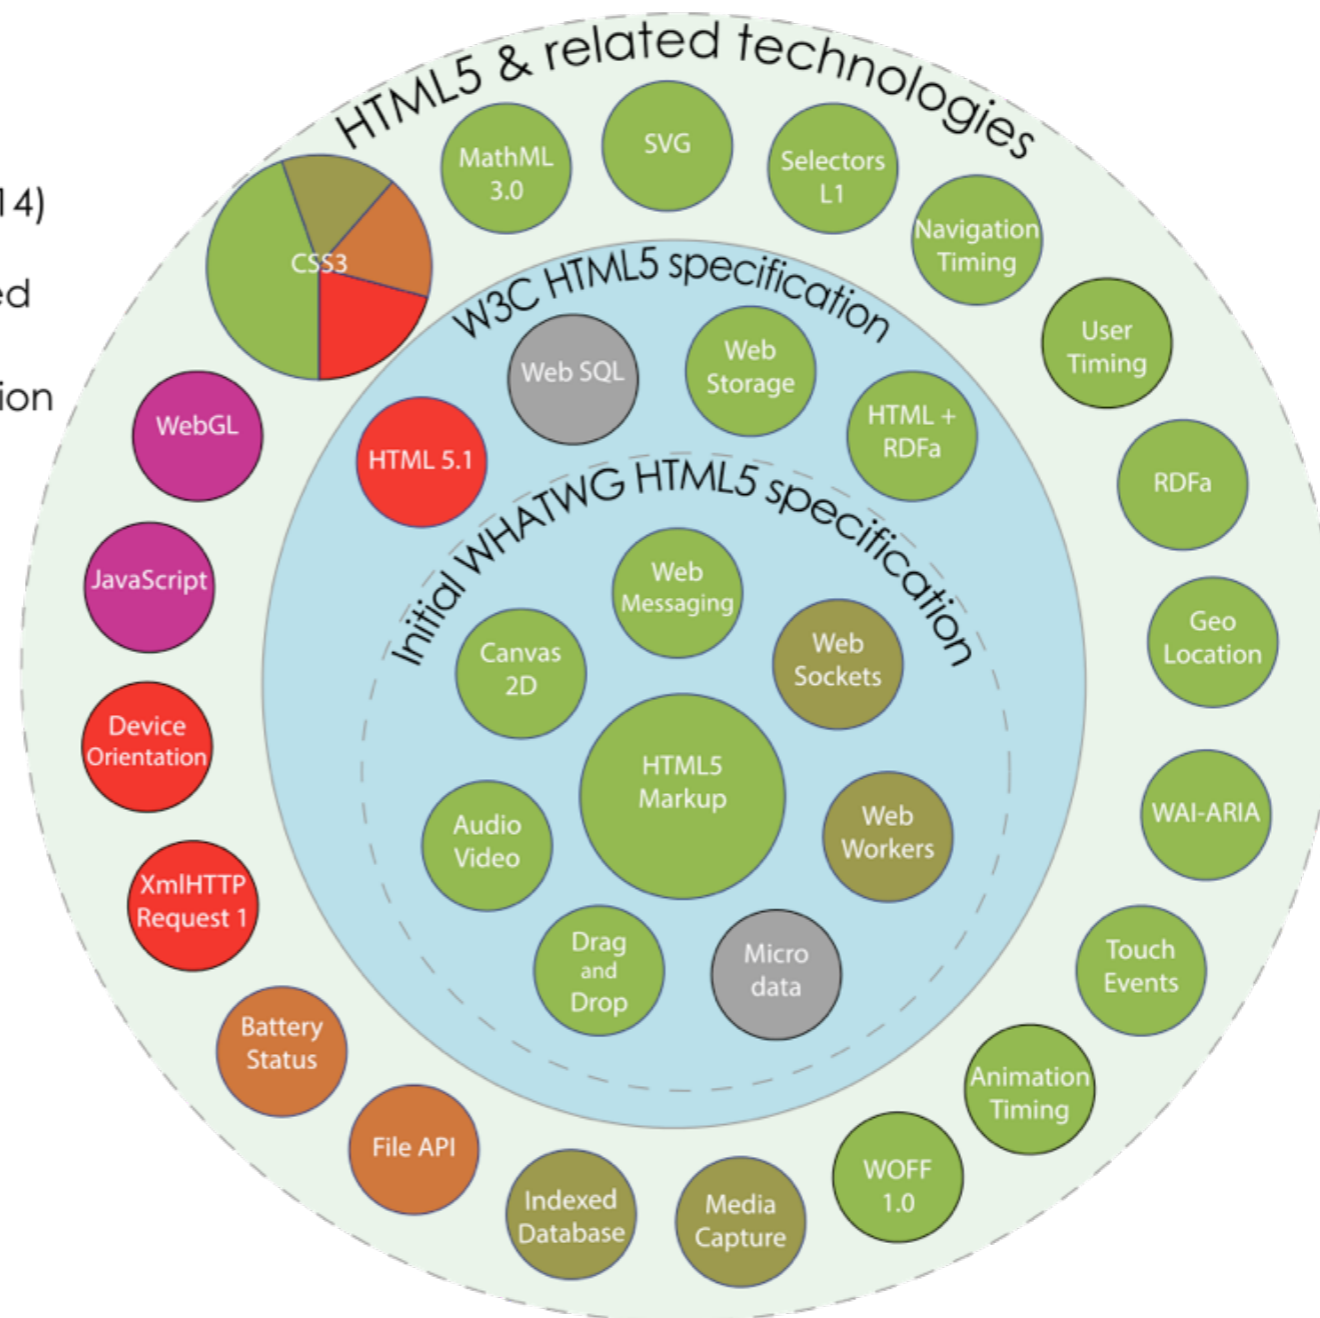 HTML5 & related technologies
14)
ed
ion
MathML
3.0
SVG
Selectors
L1
Navigation
Timing
User
Timing
RDFa
Geo
Location
WAI-ARIA
Touch
Events
Animation
Timing
WOFF
1.0
Media
Capture
Indexed
Database
File API
Battery
Status
XmlHTTP
Request 1
Device
Orientation
JavaScript
WebGL
CSS3
W3C HTML5 specification
HTML 5.1
Web SQL
Web
Storage
HTML +
RDFa
Initial WHATWG HTML5 specification
Web
Messaging
Web
Sockets
Web
Workers
Micro
data
Drag
and
Drop
Audio
Video
Canvas
2D
HTML5
Markup